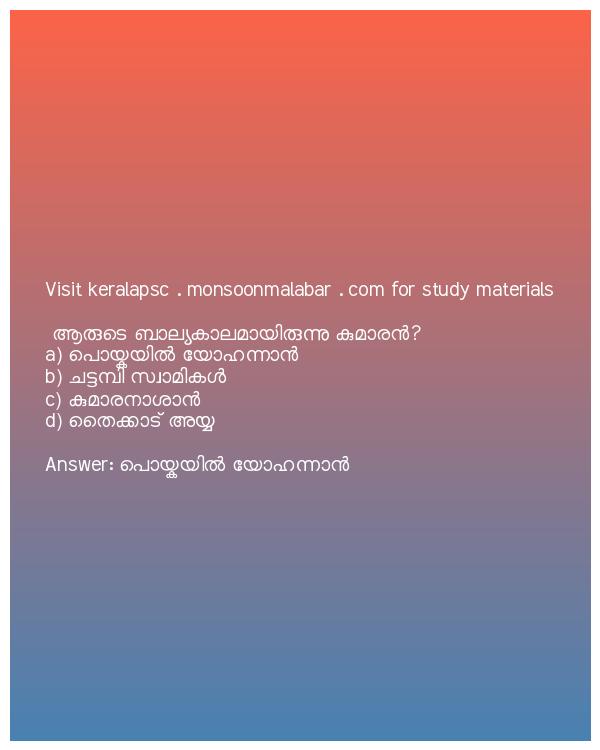 Visit keralapsc . monsoonmalabar . com for study materials
ആരുടെ ബാല്യകാലമായിരുന്നു കുമാരൻ?
a) പൊയ്കയിൽ യോഹന്നാൻ
b) ചട്ടമ്പി സ്വാമികൾ
c) കുമാരനാശാൻ
d) തൈക്കാട് അയ്യ
Answer: പൊയ്കയിൽ യോഹന്നാൻ